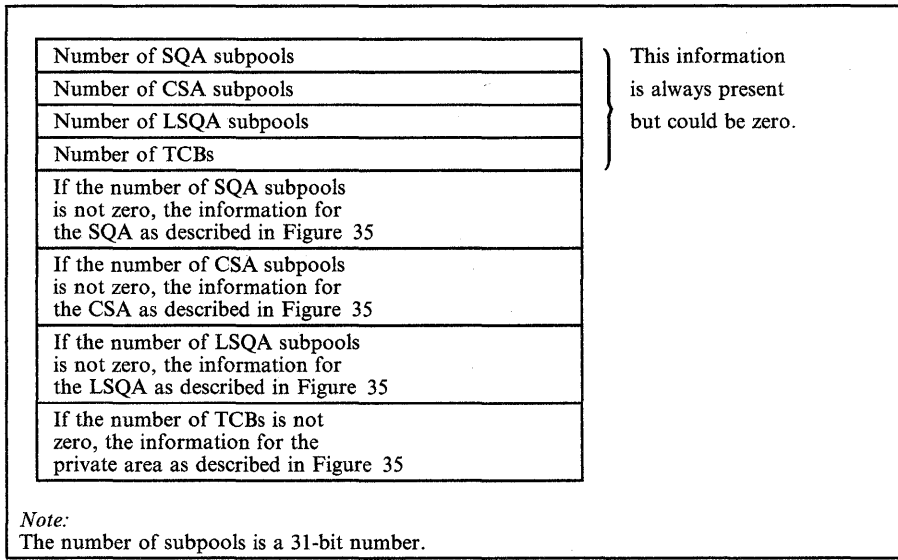 Number of SQA subpools
Number of CSA subpools
Number of LSQA subpools
Number of TCBs
This information
is always present
but could be zero.
If the number of SQA subpools
is not zero, the information for
the SQA as described in Figure 35
If the number of CSA subpools
is not zero, the information for
the CSA as described in Figure 35
If the number of LSQA subpools
is not zero, the information for
the LSQA as described in Figure 35
If the number of TCBs is not
zero, the information for the
private area as described in Figure 35
Note:
The number of subpools is a 31-bit number.